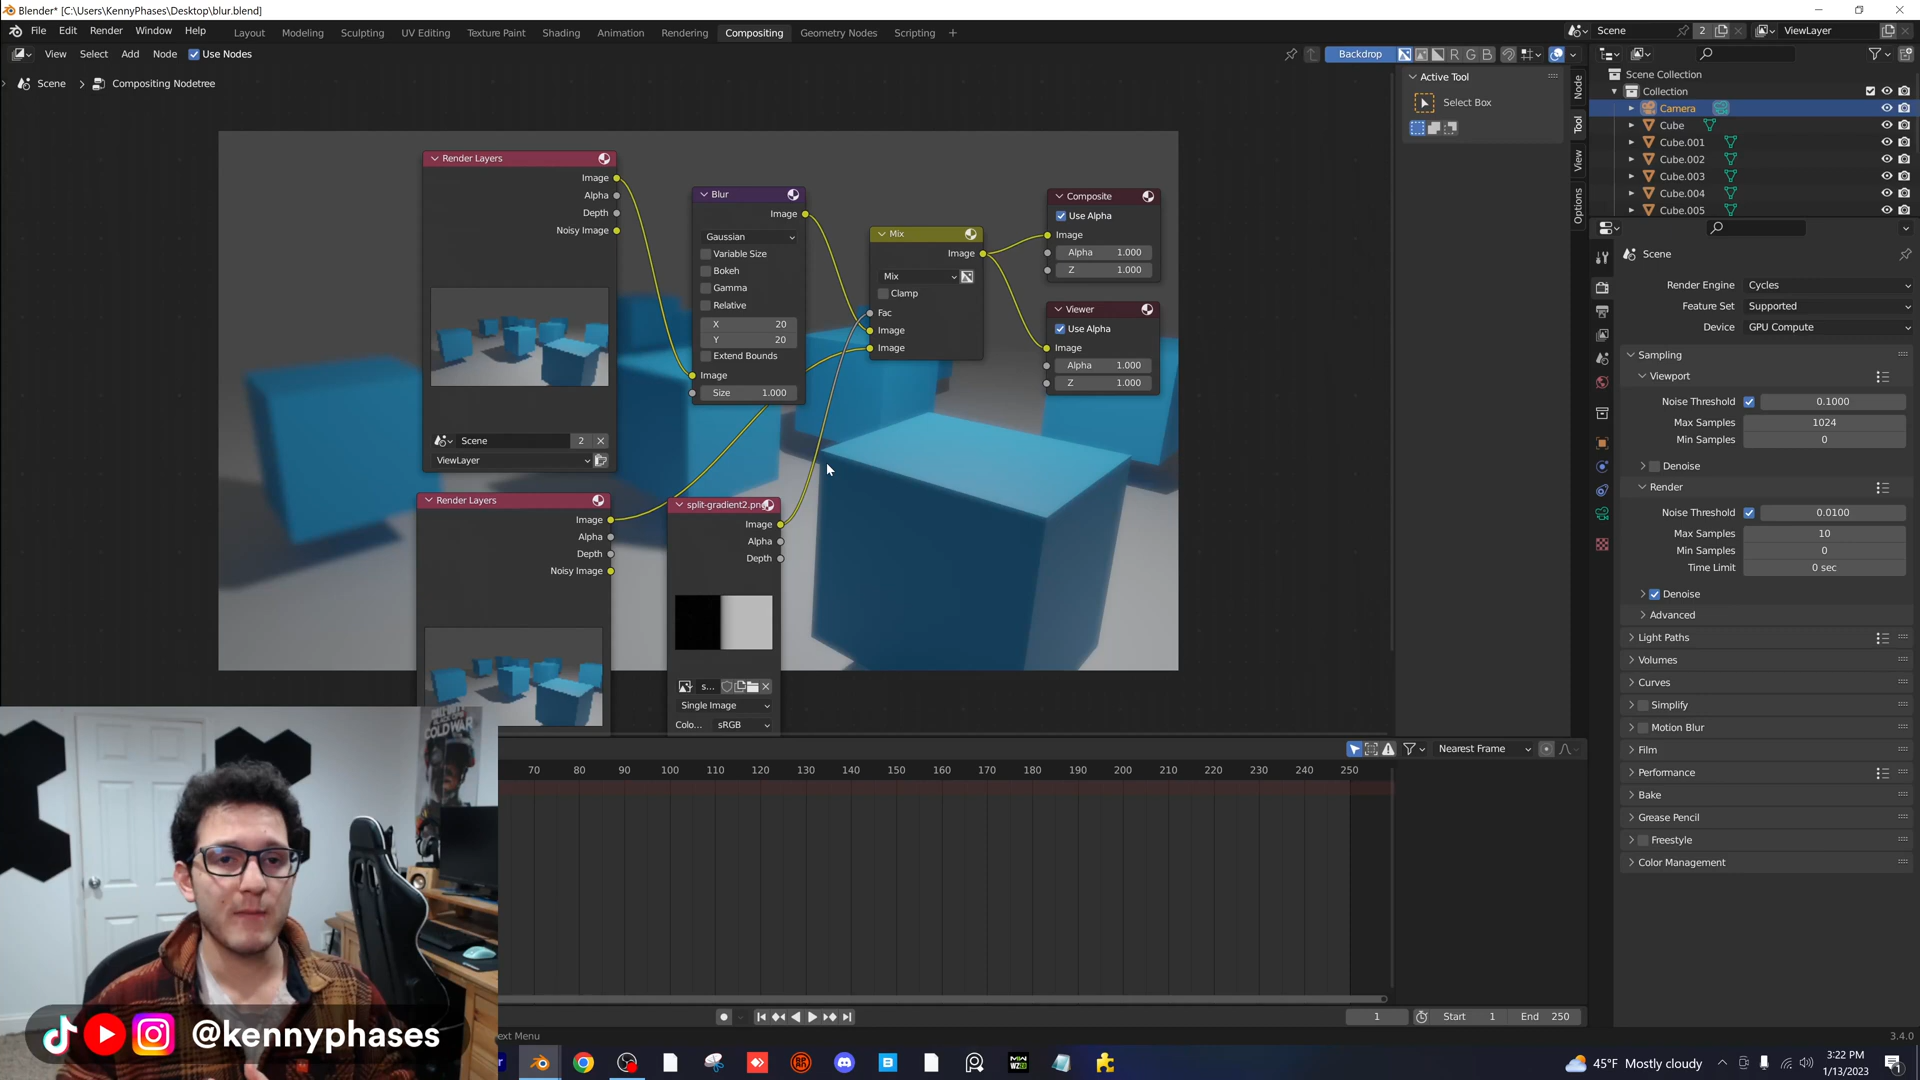 Blender* [C:\Users\KennyPhases\Desktop\blur.blend]
File Edit Render Window Help
Layout Modeling Sculpting UV Editing Texture Paint Shading Animation Rendering Compositing Geometry Nodes Scripting +
Scene 2 ViewLayer
View Select Add Node Use Nodes
Backdrop R G B
Scene > Compositing Nodetree
Active Tool
Select Box
Node
Tool
View
Options
Scene Collection
Collection
Camera
Cube
Cube.001
Cube.002
Cube.003
Cube.004
Cube.005
Render Layers
Image
Alpha
Depth
Noisy Image
Scene 2
ViewLayer
Blur
Image
Gaussian
Variable Size
Bokeh
Gamma
Relative
X 20
Y 20
Extend Bounds
Image
Size 1.000
Mix
Image
Mix
Clamp
Fac
Image
Image
Composite
Use Alpha
Image
Alpha 1.000
Z 1.000
Viewer
Use Alpha
Image
Alpha 1.000
Z 1.000
Render Layers
Image
Alpha
Depth
Noisy Image
split-gradient2.pn
Image
Alpha
Depth
s...
Single Image
Colo... sRGB
Scene
Render Engine Cycles
Feature Set Supported
Device GPU Compute
Sampling
Viewport
Noise Threshold 0.1000
Max Samples 1024
Min Samples 0
Denoise
Render
Noise Threshold 0.0100
Max Samples 10
Min Samples 0
Time Limit 0 sec
Denoise
Advanced
Light Paths
Volumes
Curves
Simplify
Motion Blur
Film
Performance
Bake
Grease Pencil
Freestyle
Color Management
Nearest Frame
70 80 90 100 110 120 130 140 150 160 170 180 190 200 210 220 230 240 250
1 Start 1 End 250
ext Menu
3.4.0
COLD WAR
@kennyphases
45°F Mostly cloudy
3:22 PM
1/13/2023